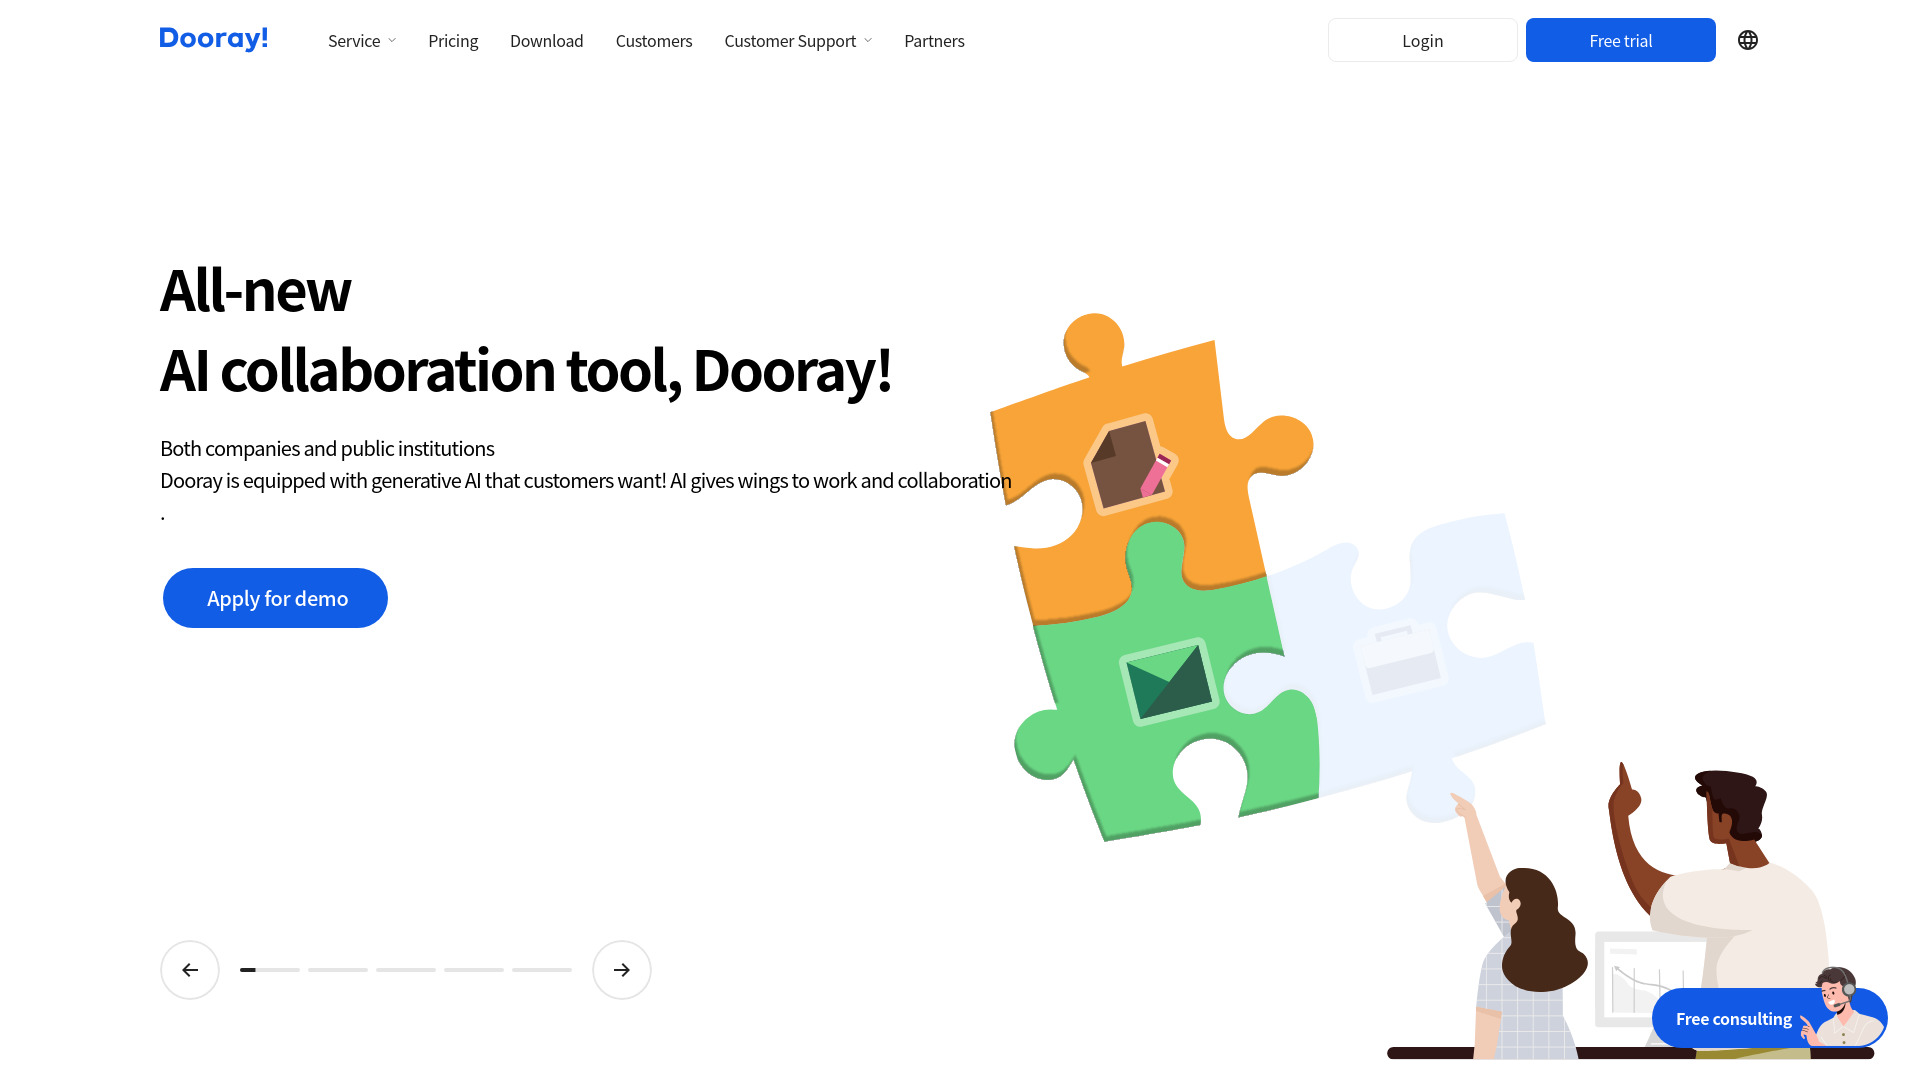 Dooray!
Service
Pricing
Download
Customers
Customer Support
Partners
Login
Free trial
All-new
AI collaboration tool, Dooray!
Both companies and public institutions
Dooray is equipped with generative AI that customers want! AI gives wings to work and collaboration
.
Apply for demo
Free consulting